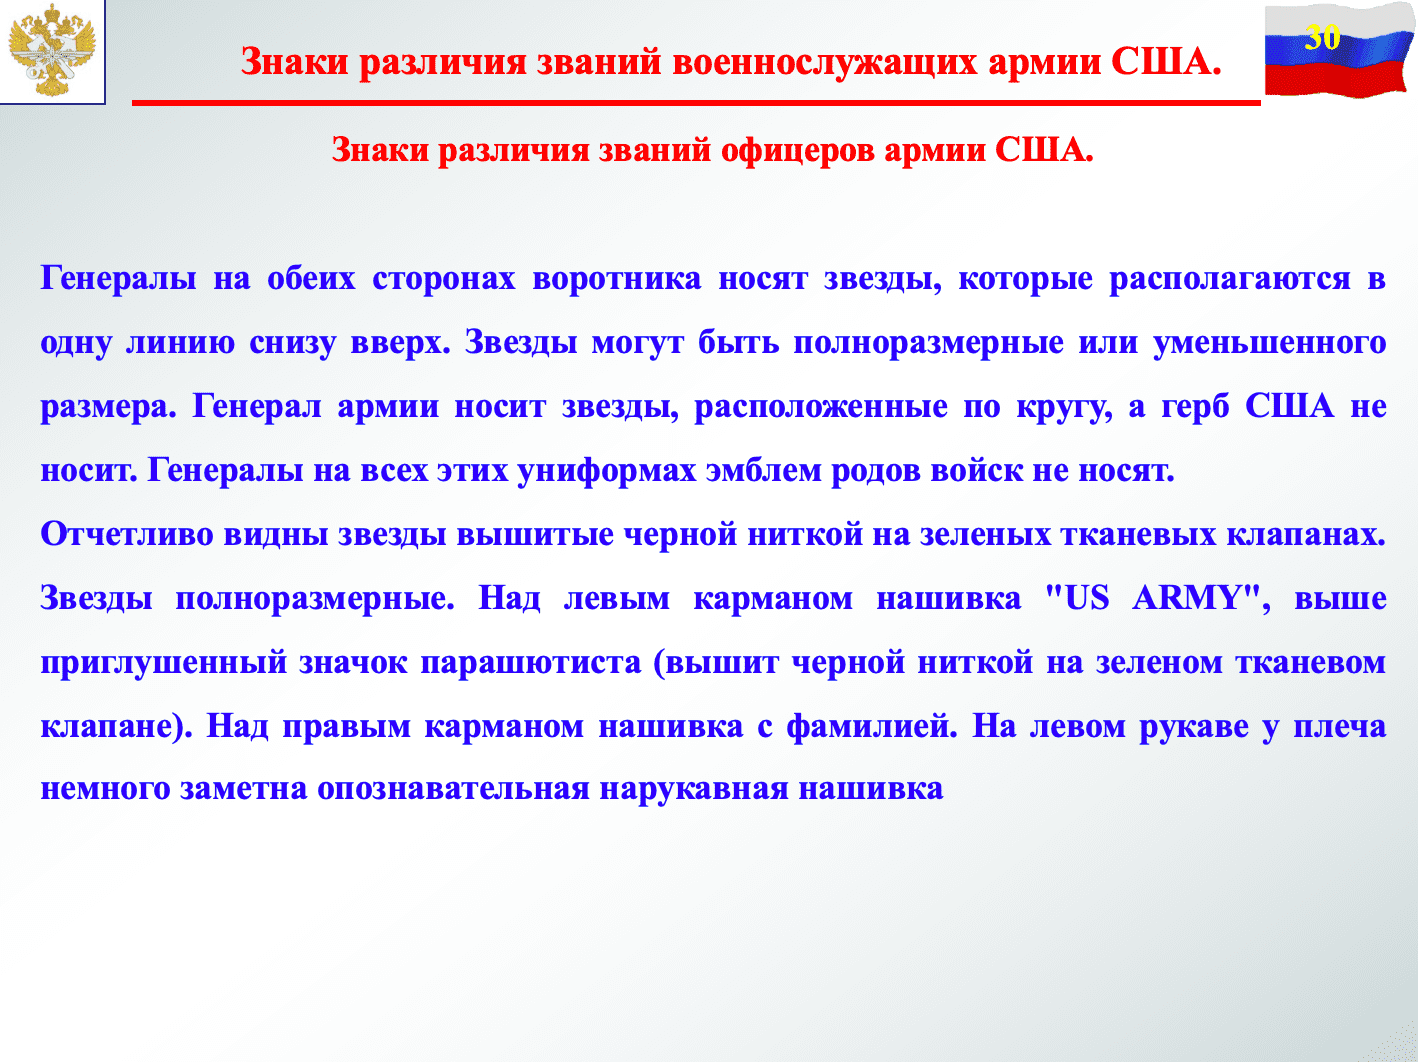 30
Знаки различия званий военнослужащих армии США.
Знаки различия званий офицеров армии США.
Генералы на обеих сторонах воротника носят звезды, которые располагаются в
одну линию снизу вверх. Звезды могут быть полноразмерные или уменьшенного
размера. Генерал армии носит звезды, расположенные по кругу, а герб США не
носит. Генералы на всех этих униформах эмблем родов войск не носят.
Отчетливо видны звезды вышитые черной ниткой на зеленых тканевых клапанах.
Звезды полноразмерные. Над левым карманом нашивка "US ARMY", выше
приглушенный значок парашютиста (вышит черной ниткой на зеленом тканевом
клапане). Над правым карманом нашивка с фамилией. На левом рукаве у плеча
немного заметна опознавательная нарукавная нашивка